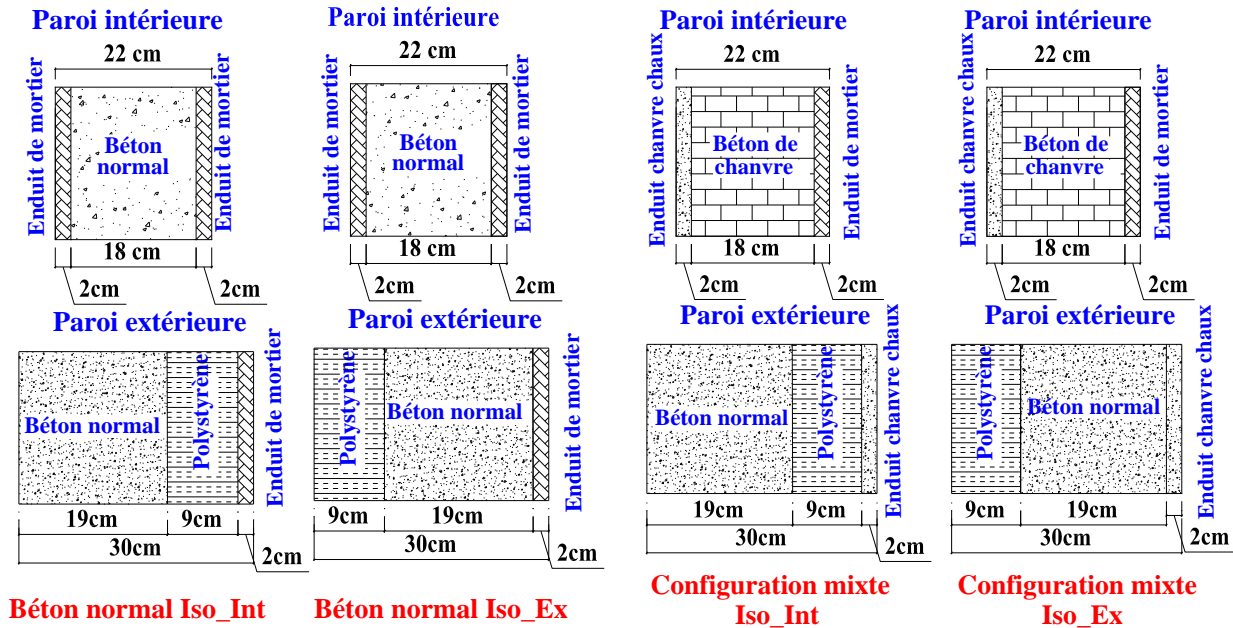 Paroi intérieure
22 cm
Enduit de mortier
Béton
normal
Enduit de mortier
18 cm
2cm
2cm
Paroi extérieure
Béton normal
Polystyrène
Enduit de mortier
19cm
9cm
30cm
2cm
Béton normal Iso_Int
Paroi intérieure
22 cm
Enduit de mortier
Béton
normal
Enduit de mortier
18 cm
2cm
2cm
Paroi extérieure
Polystyrène
Béton normal
Enduit de mortier
9cm
19cm
30cm
2cm
Béton normal Iso_Ex
Paroi intérieure
22 cm
Enduit chanvre chaux
Béton de
chanvre
Enduit de mortier
18 cm
2cm
2cm
Paroi extérieure
Béton normal
Polystyrène
Enduit chanvre chaux
19cm
9cm
30cm
2cm
Configuration mixte
Iso_Int
Paroi intérieure
22 cm
Enduit chanvre chaux
Béton de
chanvre
Enduit de mortier
18 cm
2cm
2cm
Paroi extérieure
Polystyrène
Béton normal
Enduit chanvre chaux
9cm
19cm
30cm
2cm
Configuration mixte
Iso_Ex